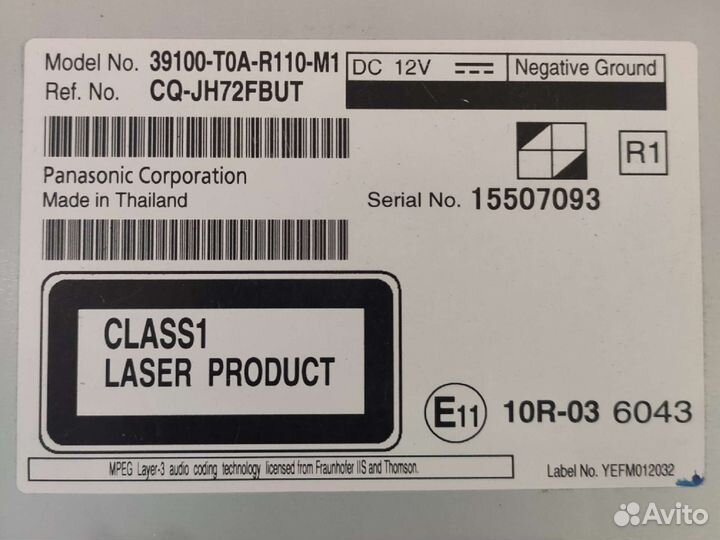 Model No. 39100-T0A-R110-M1
DC 12V Negative Ground
Ref. No. CQ-JH72FBUT
R1
Panasonic Corporation
Made in Thailand
Serial No. 15507093
CLASS1
LASER PRODUCT
E11 10R-03 6043
MPEG Layer-3 audio coding technology licensed from Fraunhofer IIS and Thomson.
Label No. YEFM012032
Avito